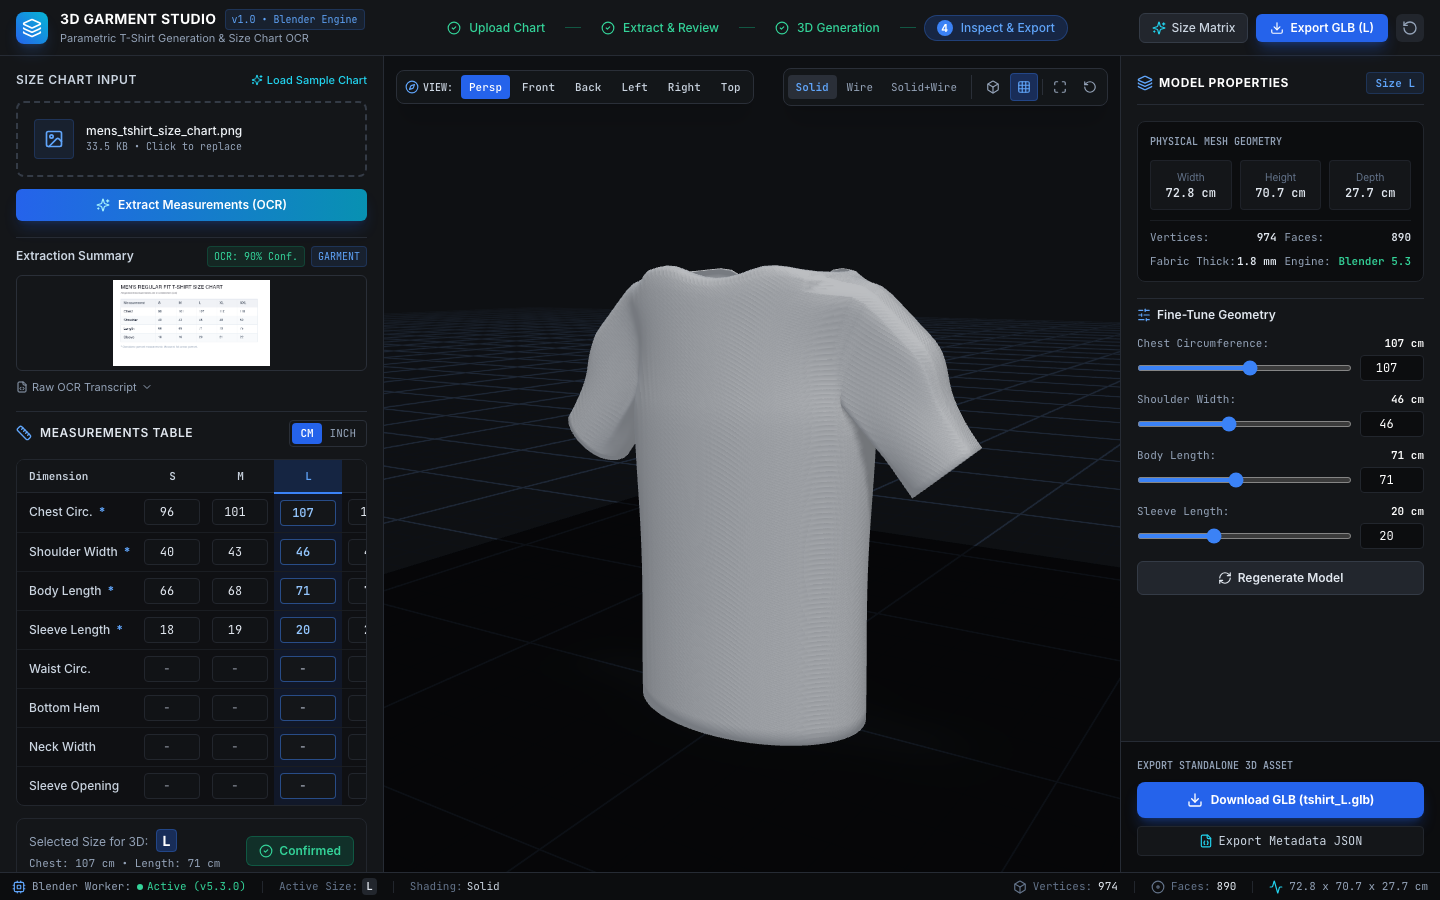 3D GARMENT STUDIO v1.0 • Blender Engine
Parametric T-Shirt Generation & Size Chart OCR
Upload Chart
Extract & Review
3D Generation
4 Inspect & Export
Size Matrix
Export GLB (L)
SIZE CHART INPUT
Load Sample Chart
mens_tshirt_size_chart.png
33.5 KB • Click to replace
Extract Measurements (OCR)
Extraction Summary
OCR: 90% Conf.
GARMENT
MEN'S REGULAR FIT T-SHIRT SIZE CHART
Raw OCR Transcript
MEASUREMENTS TABLE
CM INCH
Dimension S M L
Chest Circ. * 96 101 107
Shoulder Width * 40 43 46
Body Length * 66 68 71
Sleeve Length * 18 19 20
Waist Circ. - - -
Bottom Hem - - -
Neck Width - - -
Sleeve Opening - - -
Selected Size for 3D: L
Chest: 107 cm • Length: 71 cm
Confirmed
VIEW: Persp Front Back Left Right Top
Solid Wire Solid+Wire
MODEL PROPERTIES
Size L
PHYSICAL MESH GEOMETRY
Width Height Depth
72.8 cm 70.7 cm 27.7 cm
Vertices: 974 Faces: 890
Fabric Thick: 1.8 mm Engine: Blender 5.3
Fine-Tune Geometry
Chest Circumference: 107 cm
107
Shoulder Width: 46 cm
46
Body Length: 71 cm
71
Sleeve Length: 20 cm
20
Regenerate Model
EXPORT STANDALONE 3D ASSET
Download GLB (tshirt_L.glb)
Export Metadata JSON
Blender Worker: Active (v5.3.0)
Active Size: L
Shading: Solid
Vertices: 974
Faces: 890
72.8 x 70.7 x 27.7 cm